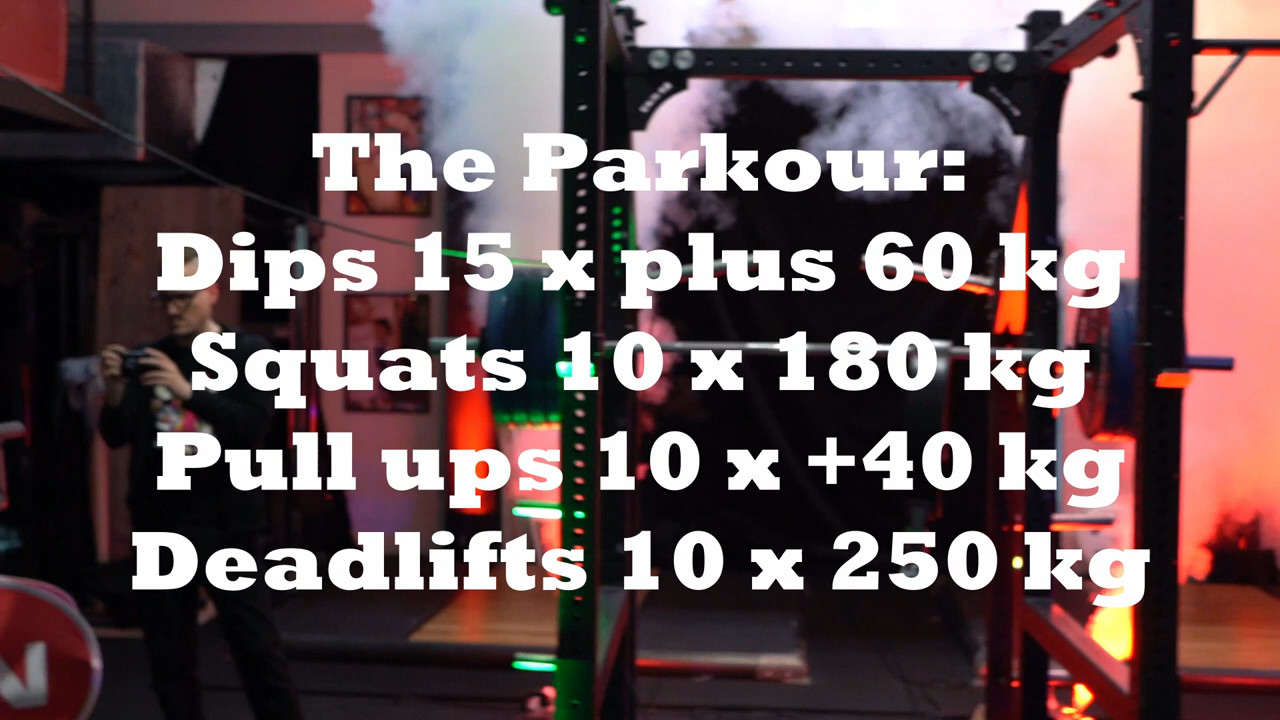 The Parkour:
Dips 15 x plus 60 kg
Squats 10 x 180 kg
Pull ups 10 x +40 kg
Deadlifts 10 x 250 kg